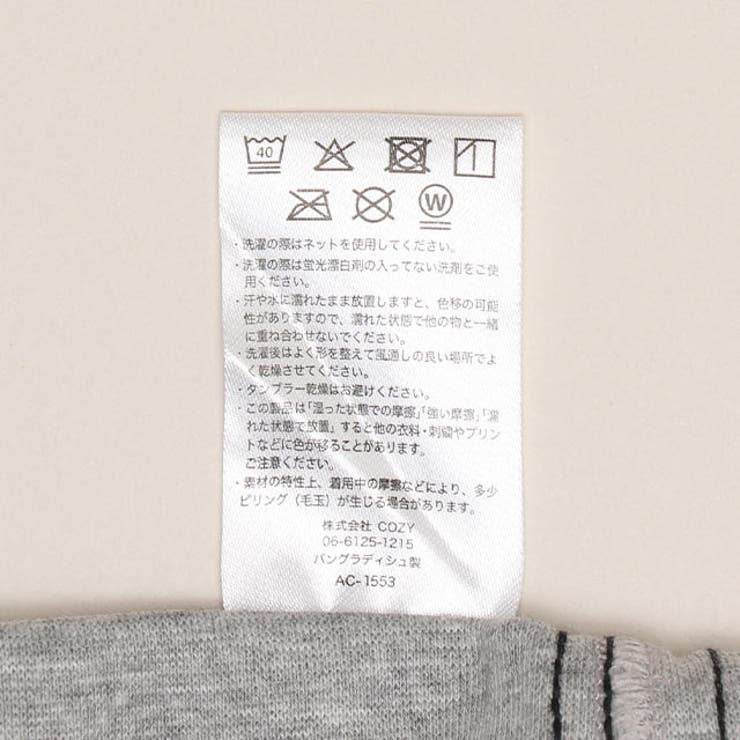 40
W
・洗濯の際はネットを使用してください。
・洗濯の際は蛍光漂白剤の入ってない洗剤をご使
用ください。
・汗や水に濡れたまま放置しますと、色移の可能
性がありますので、濡れた状態で他の物と一緒
に重ね合わせないでください。
・洗濯後はよく形を整えて風通しの良い場所でよ
く乾燥させてください。
・タンブラー乾燥はお避けください。
・この製品は「湿った状態での摩擦」「強い摩擦」「濡
れた状態で放置」すると他の衣料・刺繍やプリン
トなどに色が移ることがあります。
ご注意ください。
・素材の特性上、着用中の摩擦などにより、多少
ピリング（毛玉）が生じる場合があります。
株式会社 COZY
06-6125-1215
バングラディシュ製
AC-1553